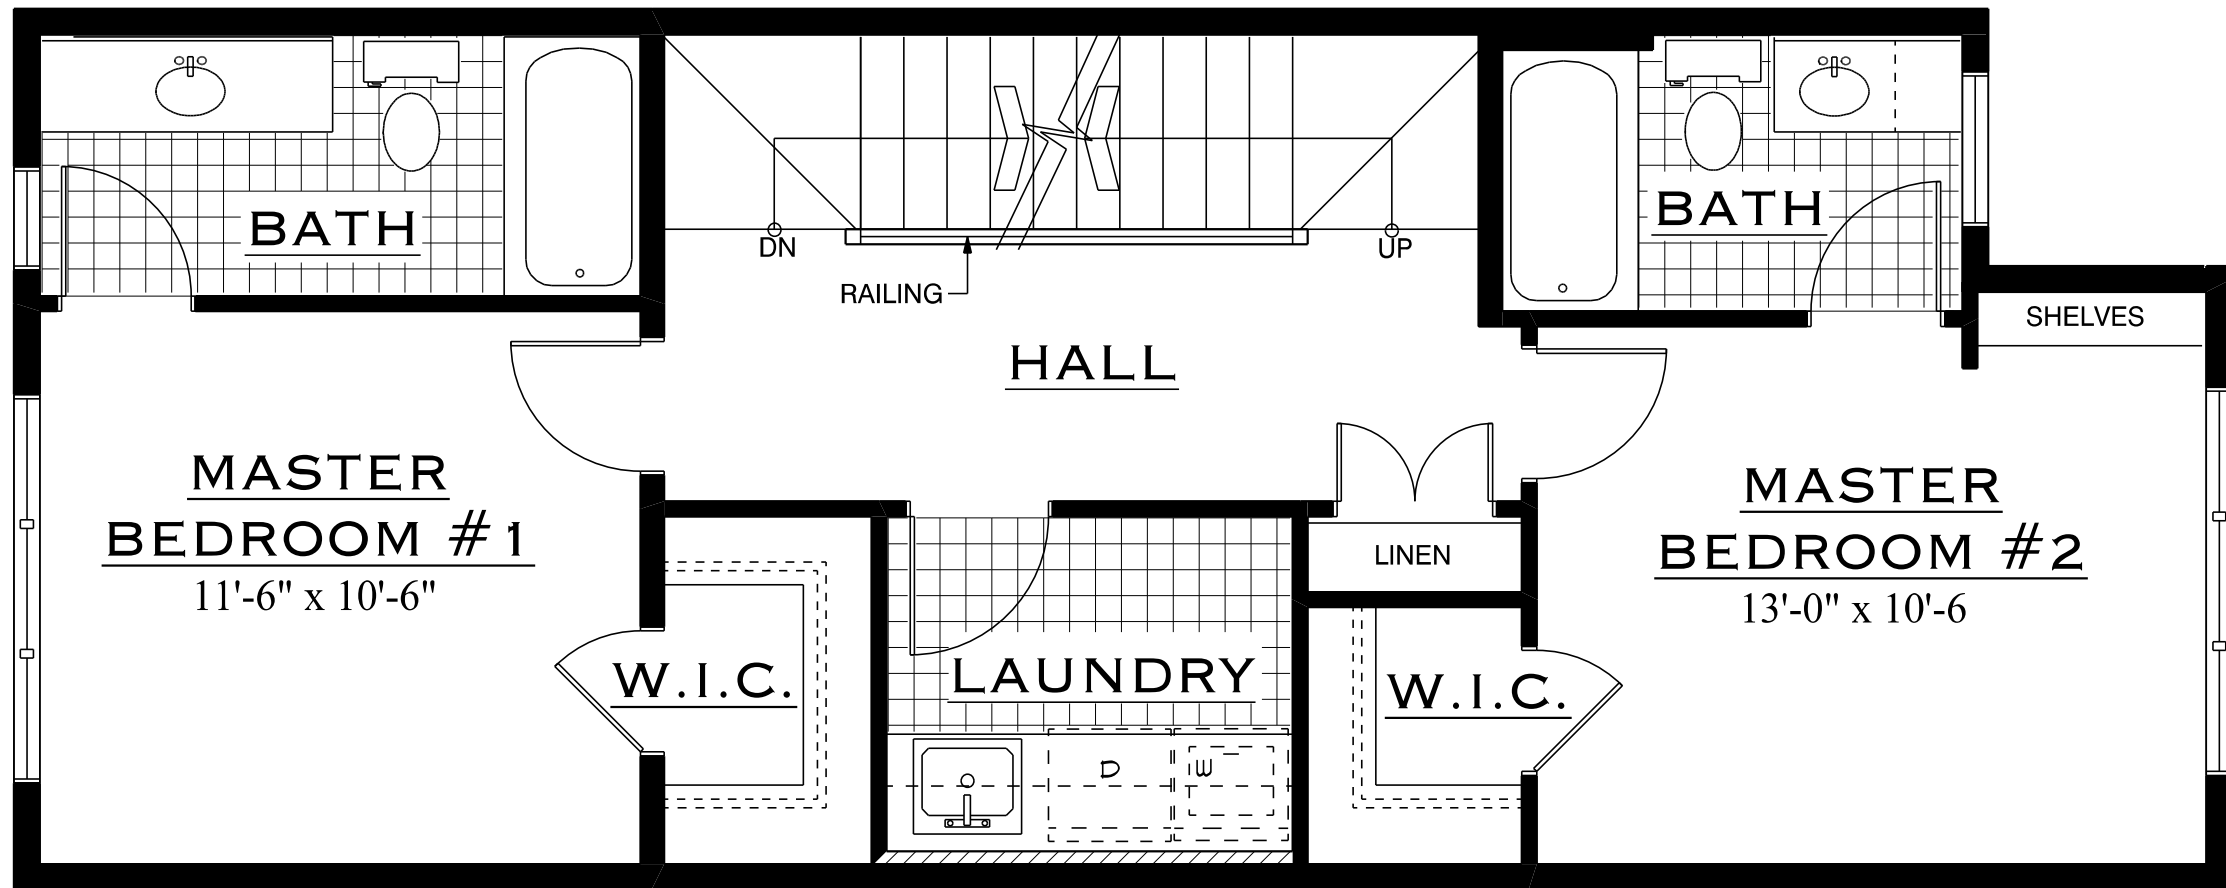 BATH
DN
RAILING
UP
BATH
SHELVES
HALL
MASTER
BEDROOM #1
11'-6" x 10'-6"
MASTER
BEDROOM #2
13'-0" x 10'-6
LINEN
W.I.C.
LAUNDRY
W.I.C.
D
W